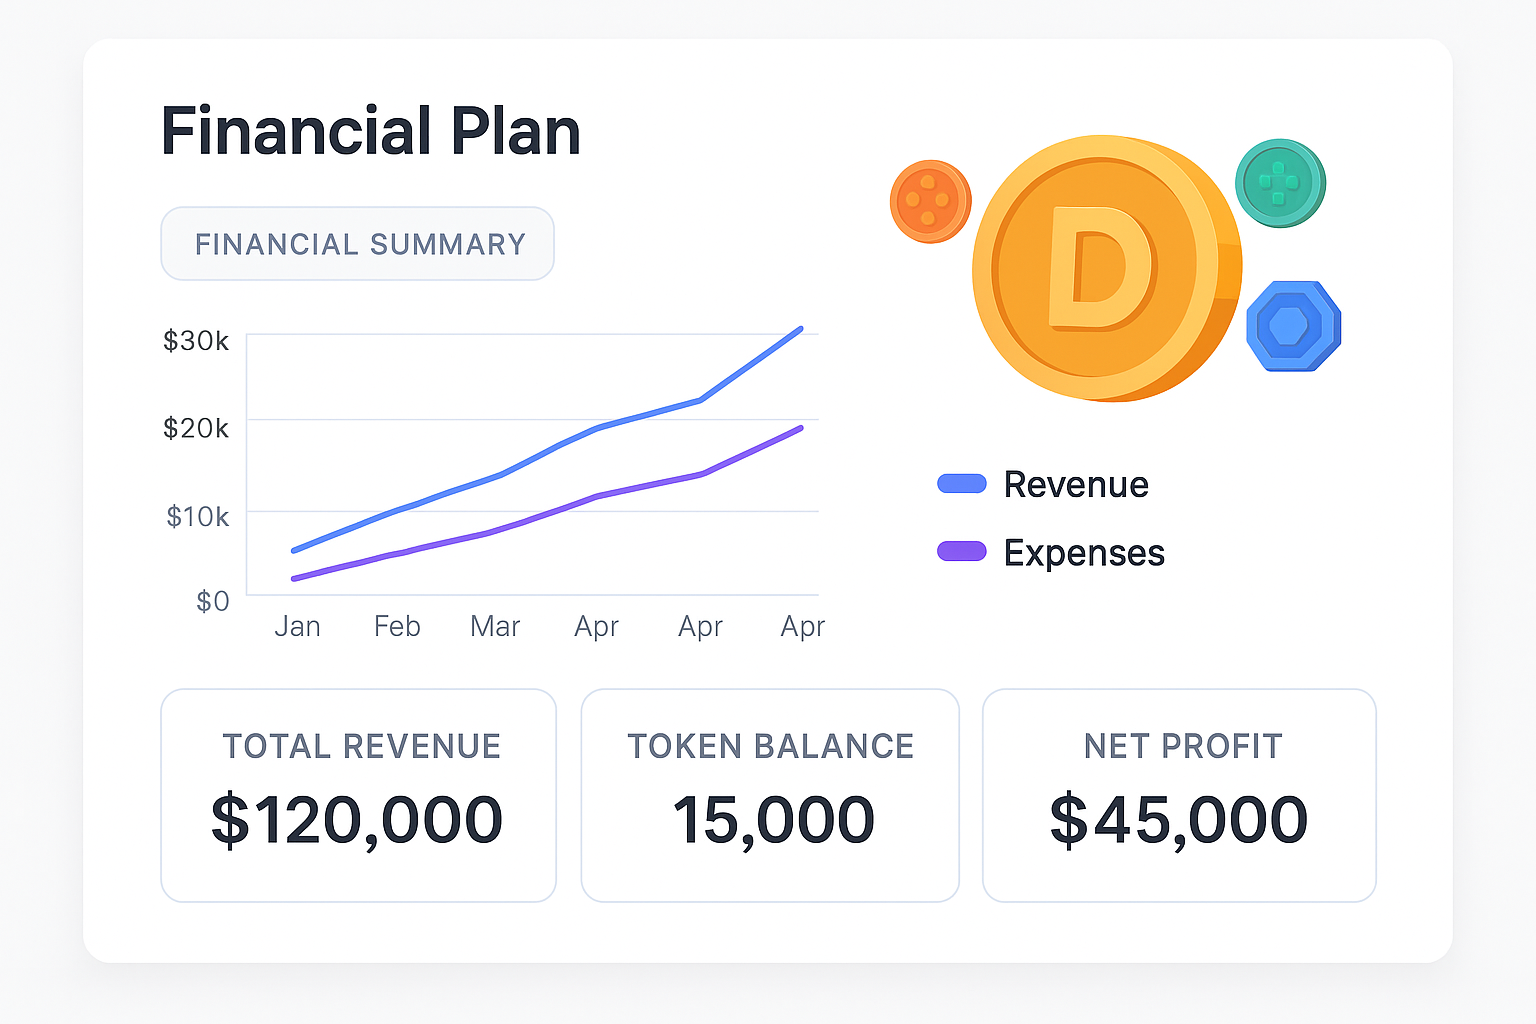 Financial Plan
FINANCIAL SUMMARY
$30k
$20k
$10k
$0
Jan Feb Mar Apr Apr Apr
D
Revenue
Expenses
TOTAL REVENUE
$120,000
TOKEN BALANCE
15,000
NET PROFIT
$45,000